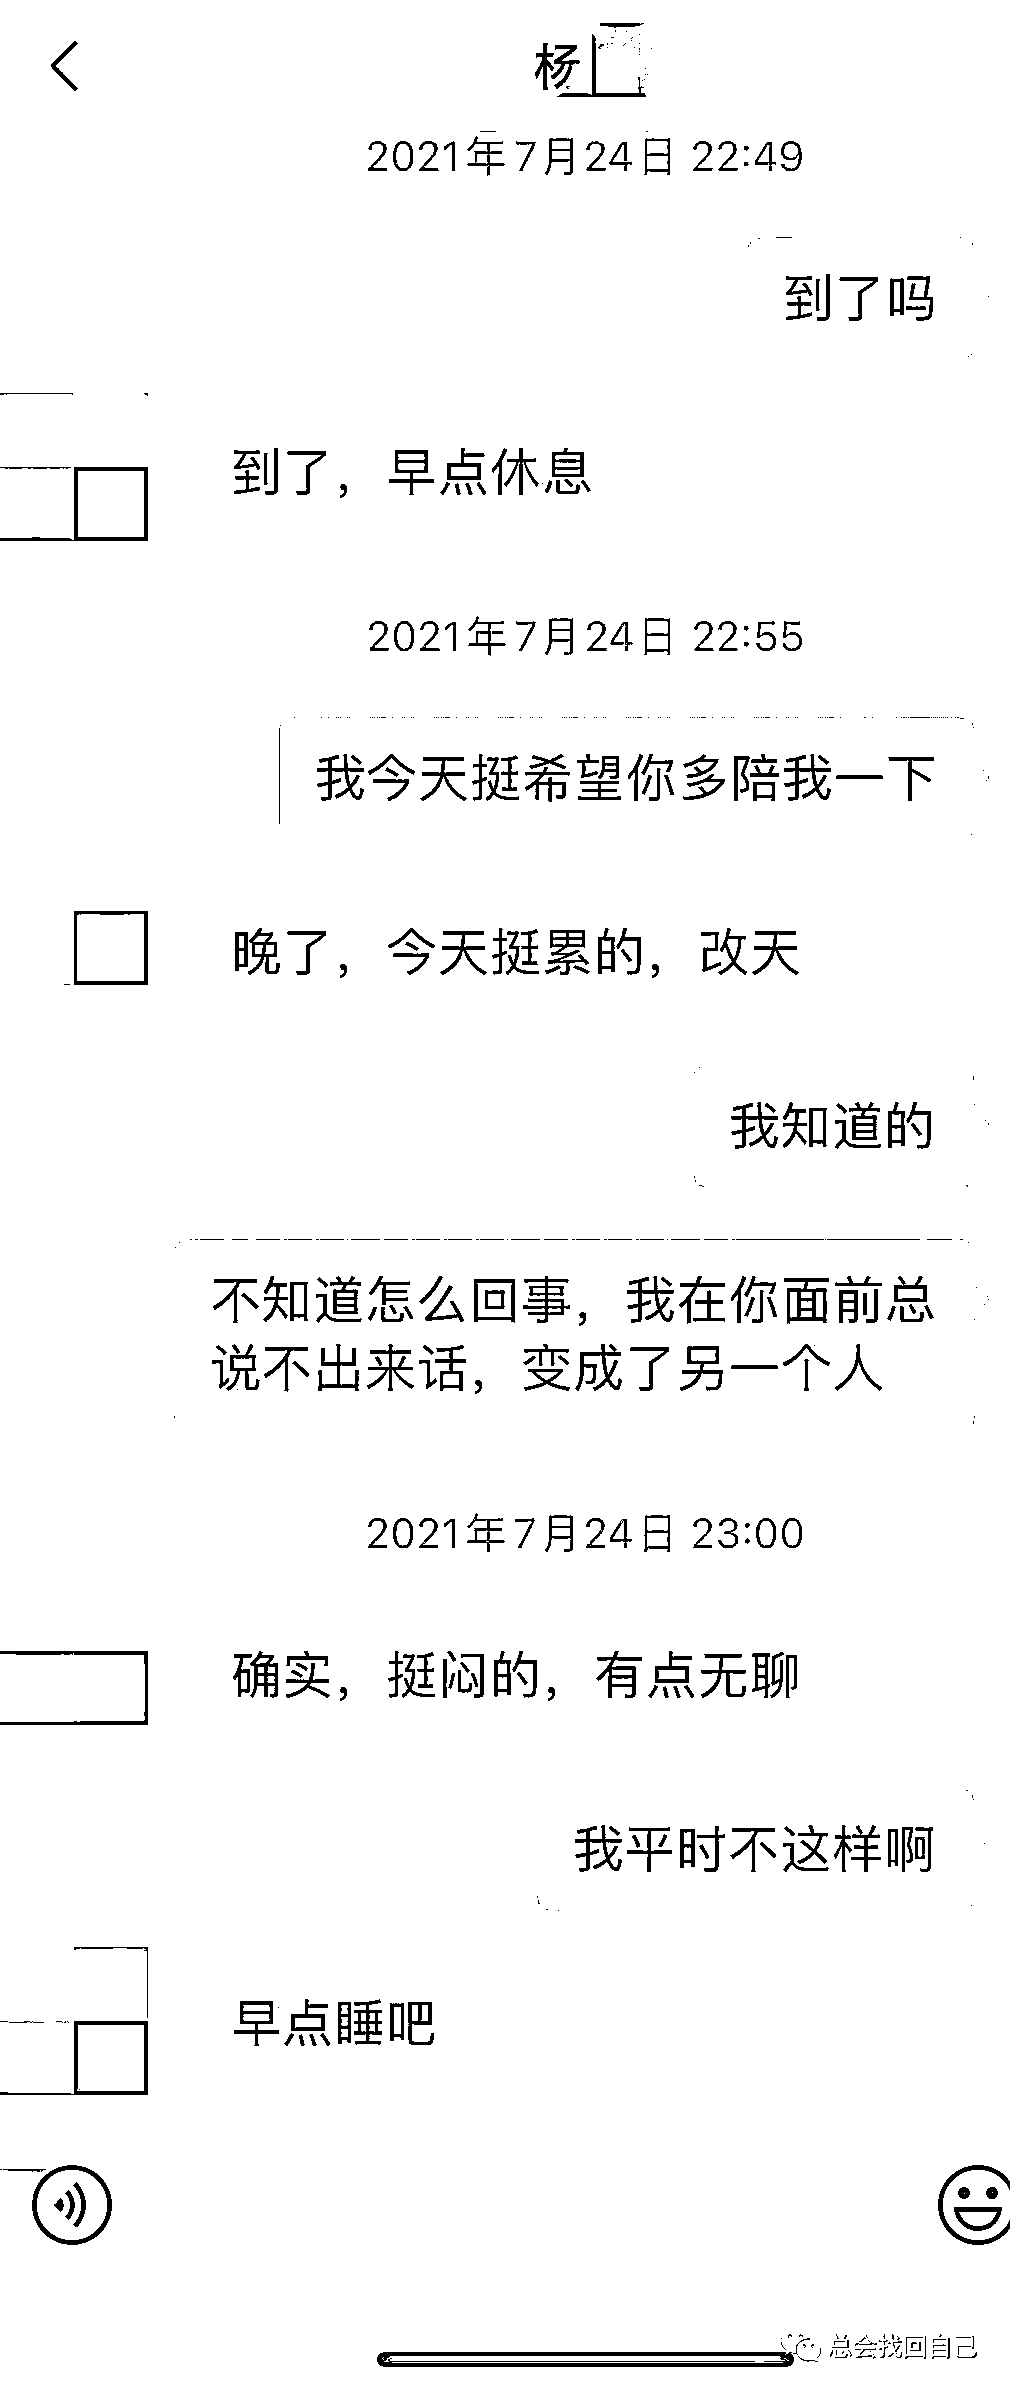 杨
2021年7月24日 22:49
到了吗
到了，早点休息
2021年7月24日 22:55
我今天挺希望你多陪我一下
晚了，今天挺累的，改天
我知道的
不知道怎么回事，我在你面前总
说不出来话，变成了另一个人
2021年7月24日 23:00
确实，挺闷的，有点无聊
我平时不这样啊
早点睡吧
总会找回自己